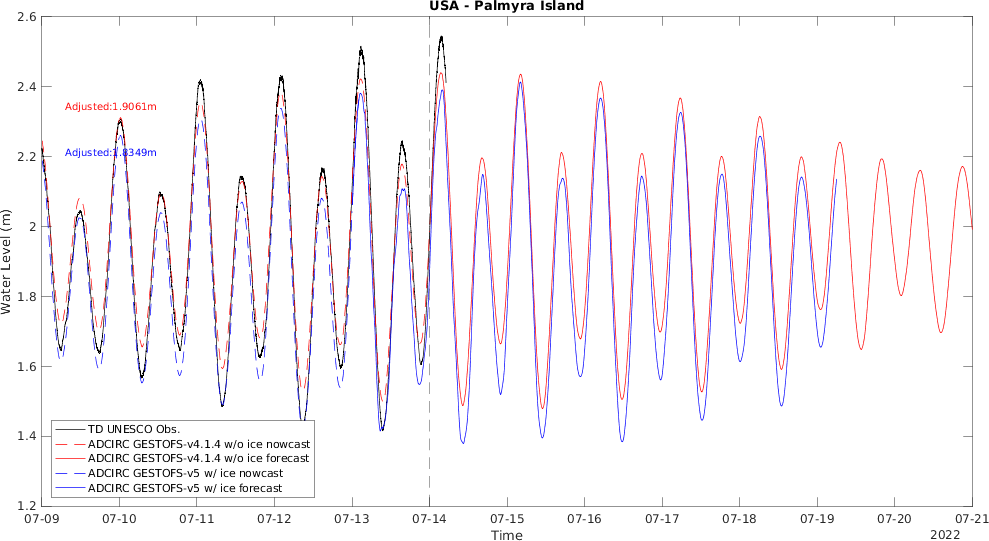 USA - Palmyra Island
2.6
2.4
2.2
2
1.8
1.6
1.4
1.2
Water Level (m)
Adjusted:1.9061m
Adjusted:1.8349m
TD UNESCO Obs.
ADCIRC GESTOFS-v4.1.4 w/o ice nowcast
ADCIRC GESTOFS-v4.1.4 w/o ice forecast
ADCIRC GESTOFS-v5 w/ ice nowcast
ADCIRC GESTOFS-v5 w/ ice forecast
07-09 07-10 07-11 07-12 07-13 07-14 07-15 07-16 07-17 07-18 07-19 07-20 07-21
Time
2022